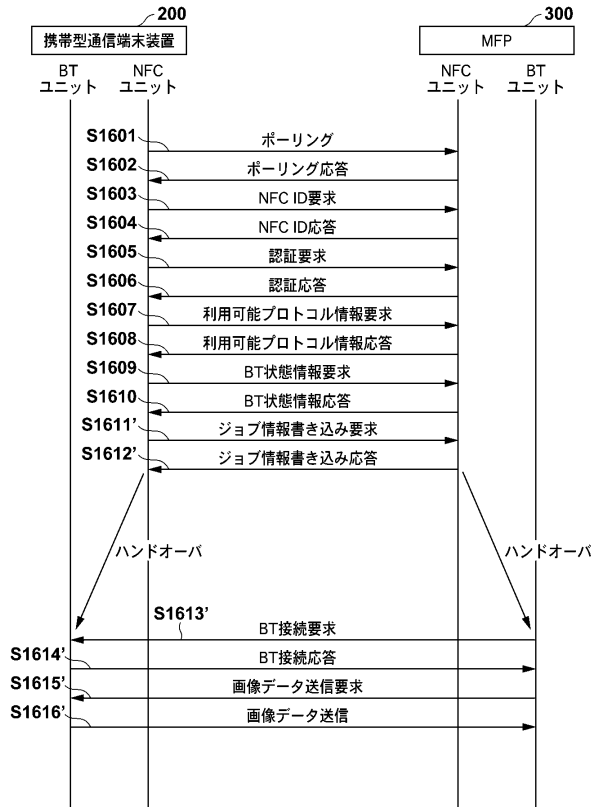 200
300
携帯型通信端末装置
MFP
BT
ユニット
NFC
ユニット
NFC
ユニット
BT
ユニット
S1601
ポーリング
S1602
ポーリング応答
S1603
NFC ID要求
S1604
NFC ID応答
S1605
認証要求
S1606
認証応答
S1607
利用可能プロトコル情報要求
S1608
利用可能プロトコル情報応答
S1609
BT状態情報要求
S1610
BT状態情報応答
S1611'
ジョブ情報書き込み要求
S1612'
ジョブ情報書き込み応答
ハンドオーバ
ハンドオーバ
S1613'
BT接続要求
S1614'
BT接続応答
S1615'
画像データ送信要求
S1616'
画像データ送信